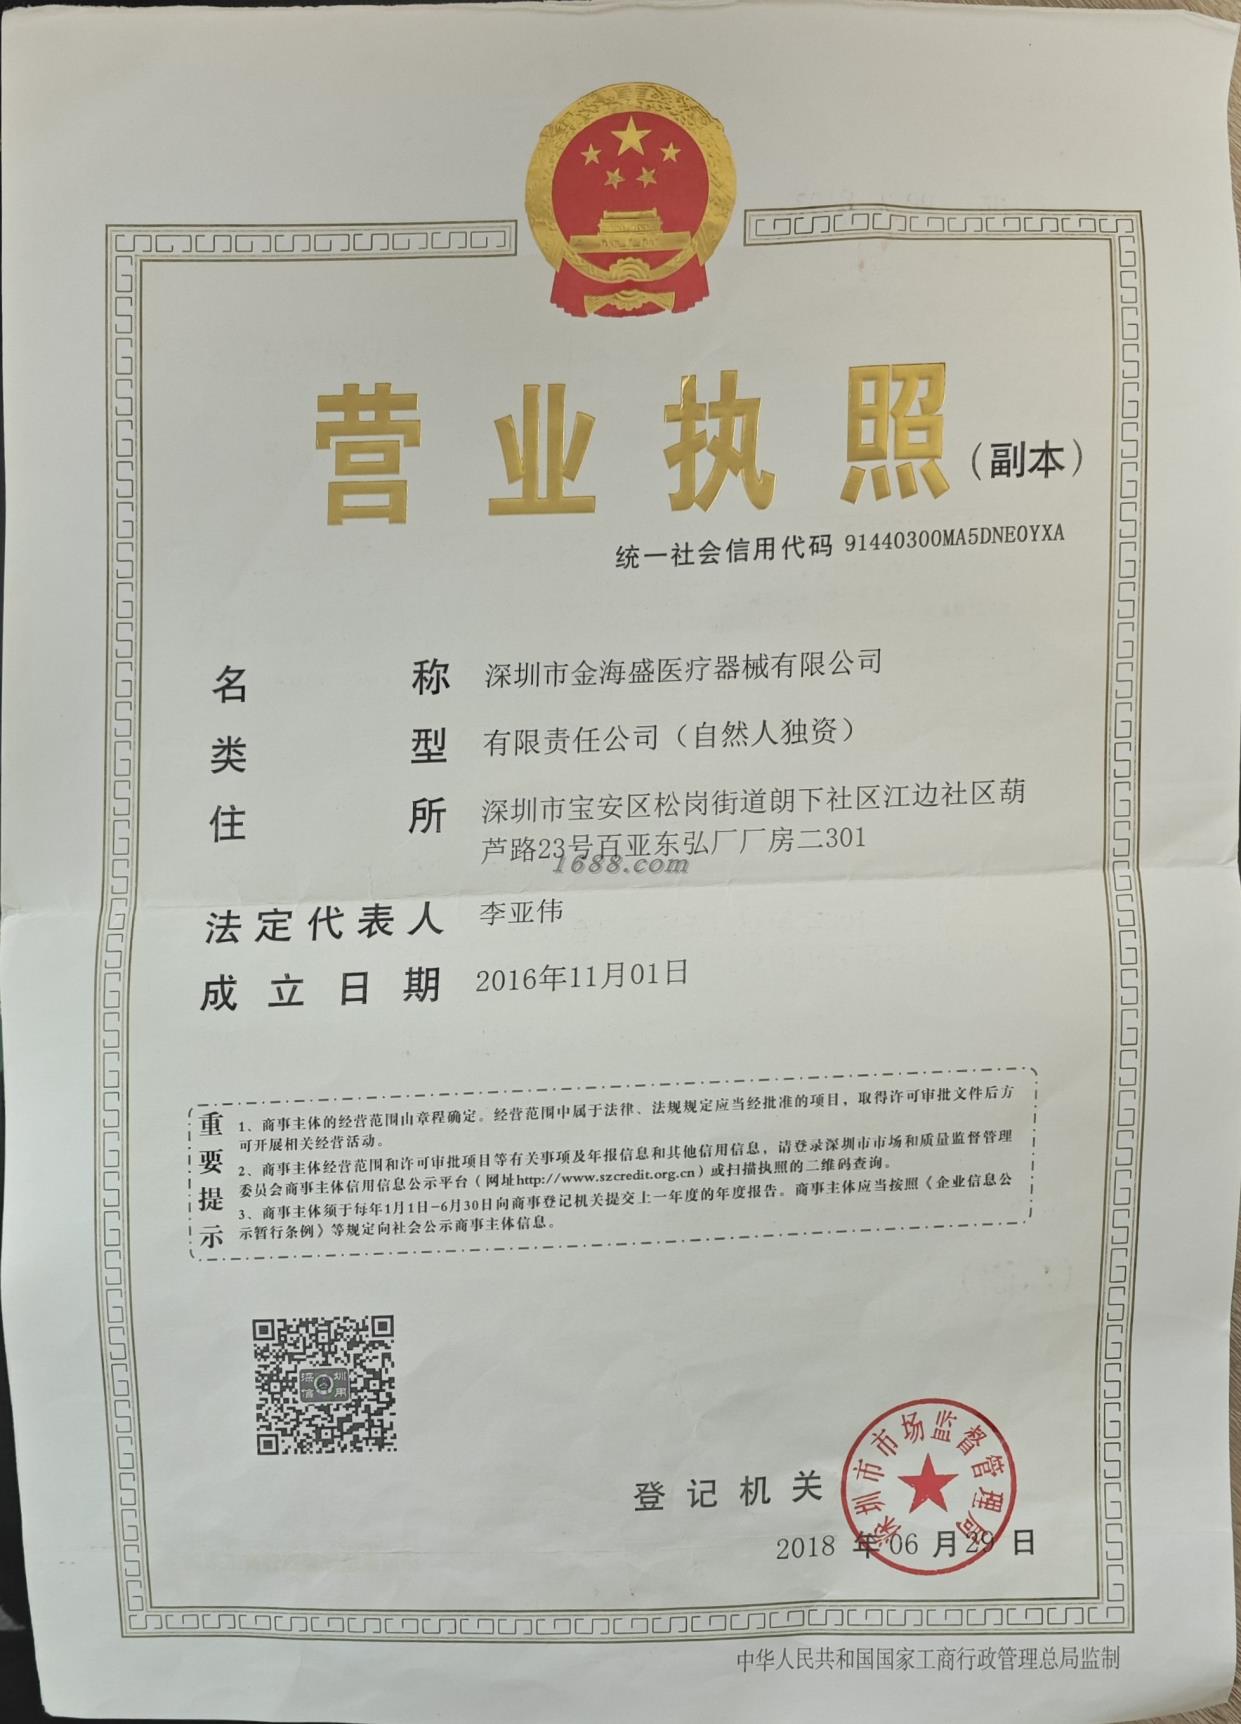 营业执照（副本）
统一社会信用代码 91440300MA5DNE0YXA
名称 深圳市金海盛医疗器械有限公司
类型 有限责任公司（自然人独资）
住所 深圳市宝安区松岗街道朗下社区江边社区葫
芦路23号百亚东弘厂厂房二301
1688.com
法定代表人 李亚伟
成立日期 2016年11月01日
重要提示
1、商事主体的经营范围由章程确定。经营范围中属于法律、法规规定应当经批准的项目，取得许可审批文件后方
可开展相关经营活动。
2、商事主体经营范围和许可审批项目等有关事项及年报信息和其他信用信息，请登录深圳市市场和质量监督管理
委员会商事主体信用信息公示平台（网址http://www.szcredit.org.cn）或扫描执照的二维码查询。
3、商事主体须于每年1月1日-6月30日向商事登记机关提交上一年度的年度报告。商事主体应当按照《企业信息公
示暂行条例》等规定向社会公示商事主体信息。
深圳信用
登记机关
深圳市市场监督管理局
2018 年 06 月 29 日
中华人民共和国国家工商行政管理总局监制